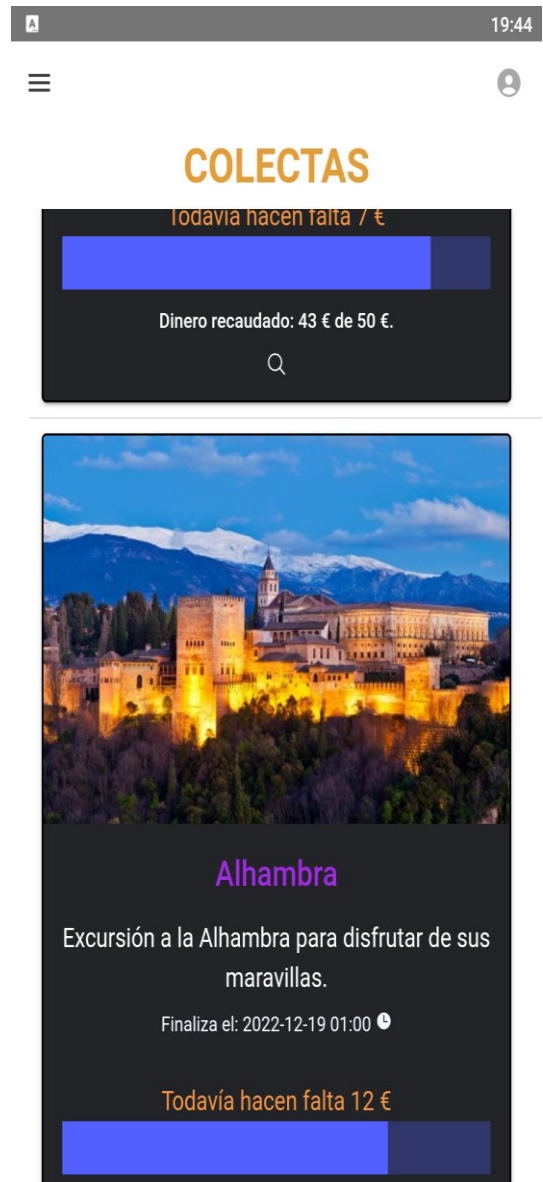 A
19:44
COLECTAS
Todavía hacen falta 7 €
Dinero recaudado: 43 € de 50 €.
Alhambra
Excursión a la Alhambra para disfrutar de sus
maravillas.
Finaliza el: 2022-12-19 01:00
Todavía hacen falta 12 €